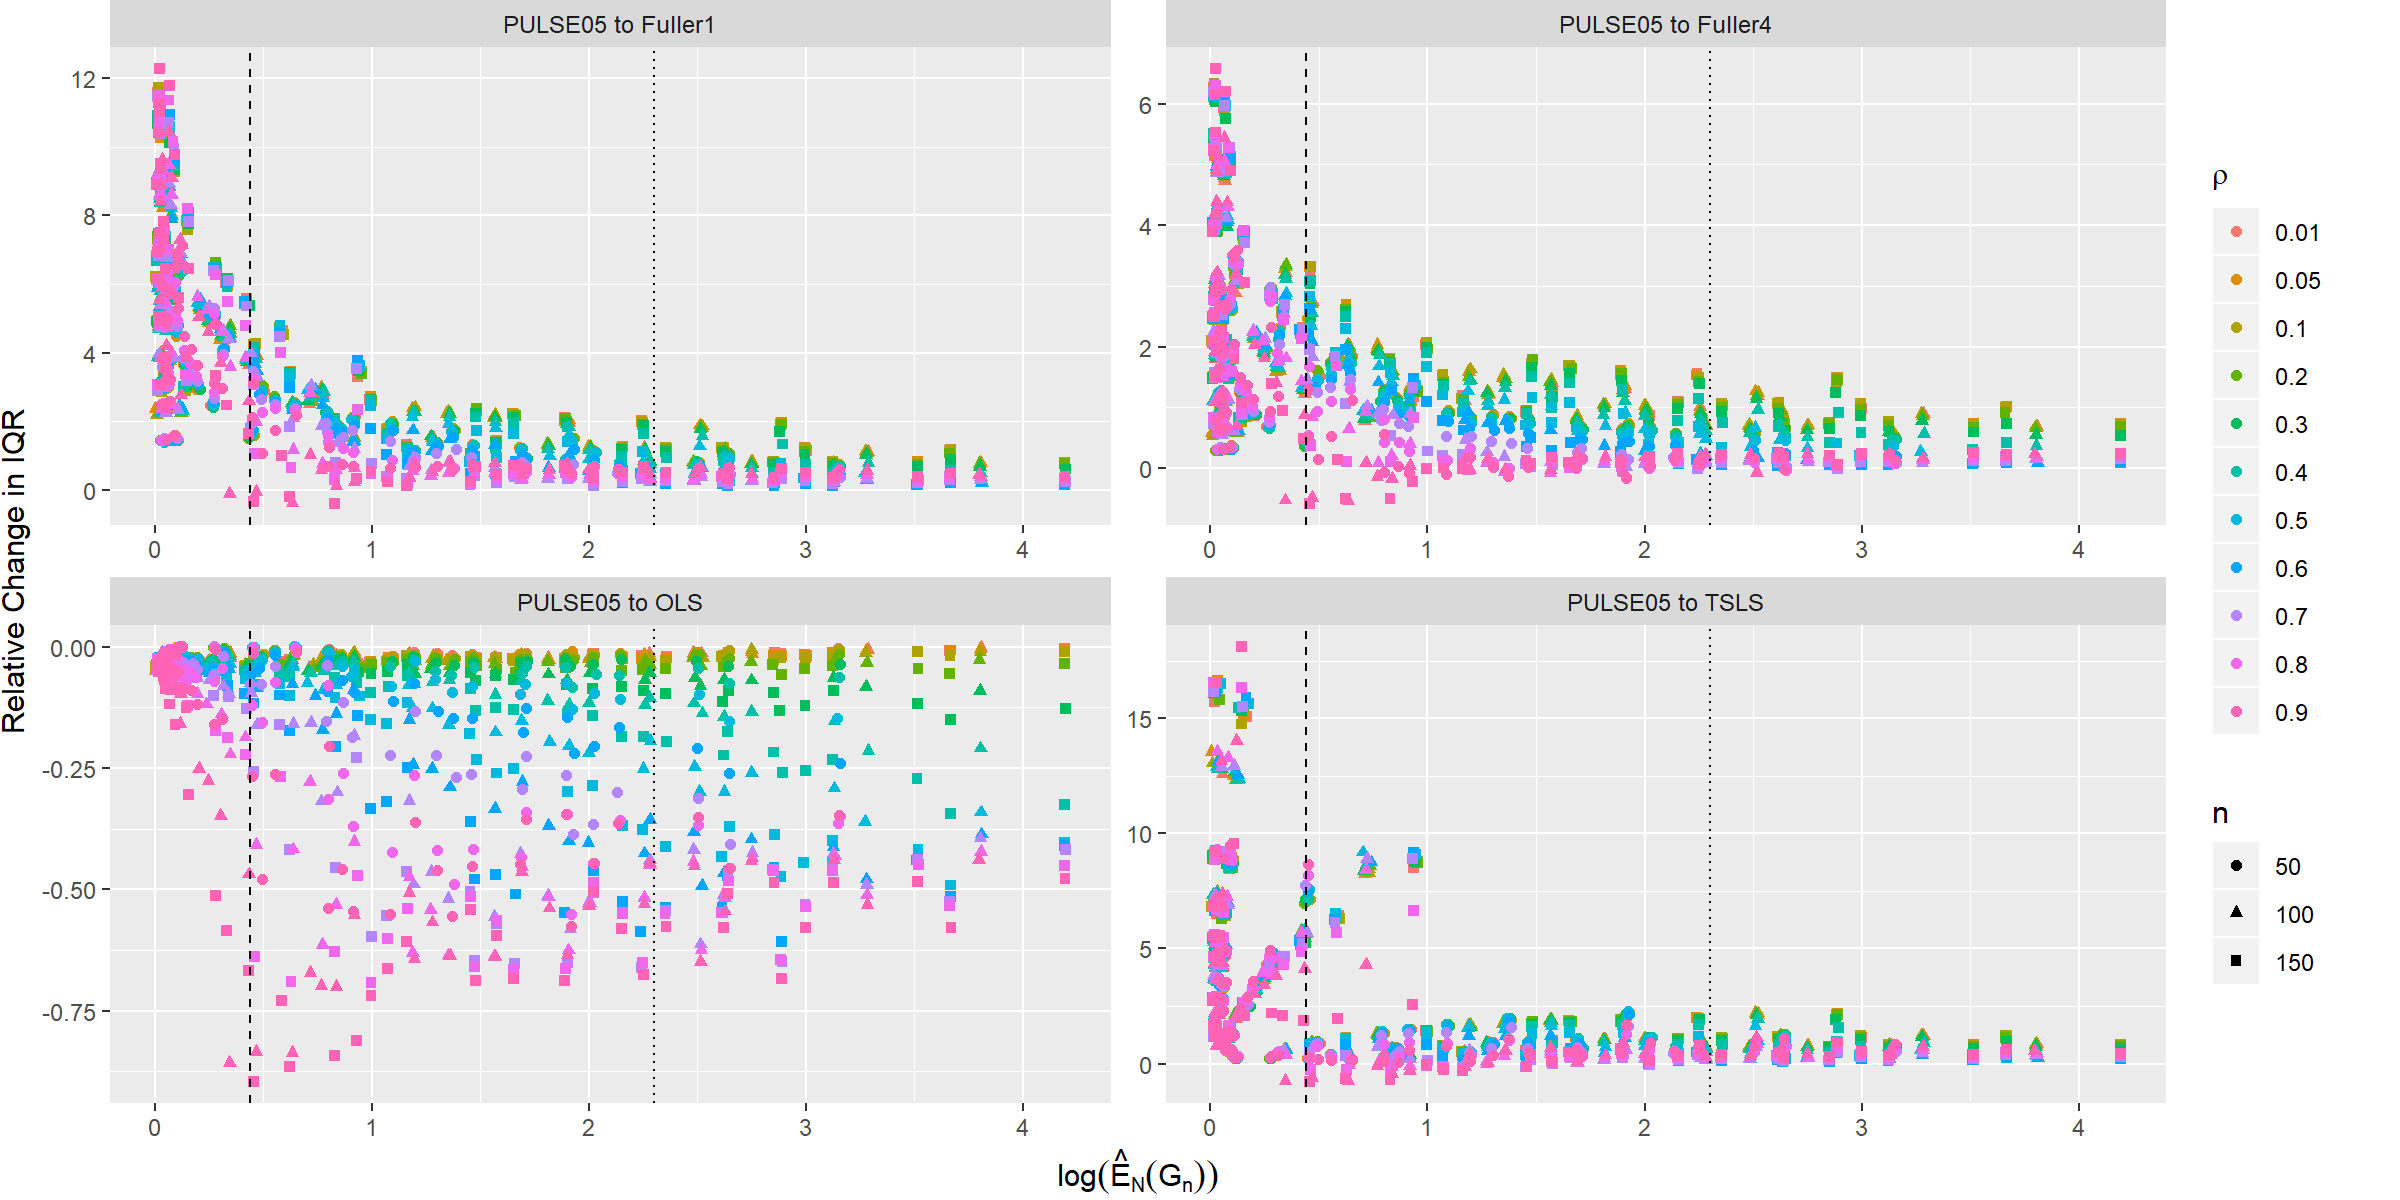 PULSE05 to Fuller1
PULSE05 to Fuller4
12
8
4
0
0 1 2 3 4
6
4
2
0
0 1 2 3 4
PULSE05 to OLS
PULSE05 to TSLS
0.00
-0.25
-0.50
-0.75
0 1 2 3 4
15
10
5
0
0 1 2 3 4
Relative Change in IQR
log(Ê_N(G_n))
ρ
0.01
0.05
0.1
0.2
0.3
0.4
0.5
0.6
0.7
0.8
0.9
n
50
100
150